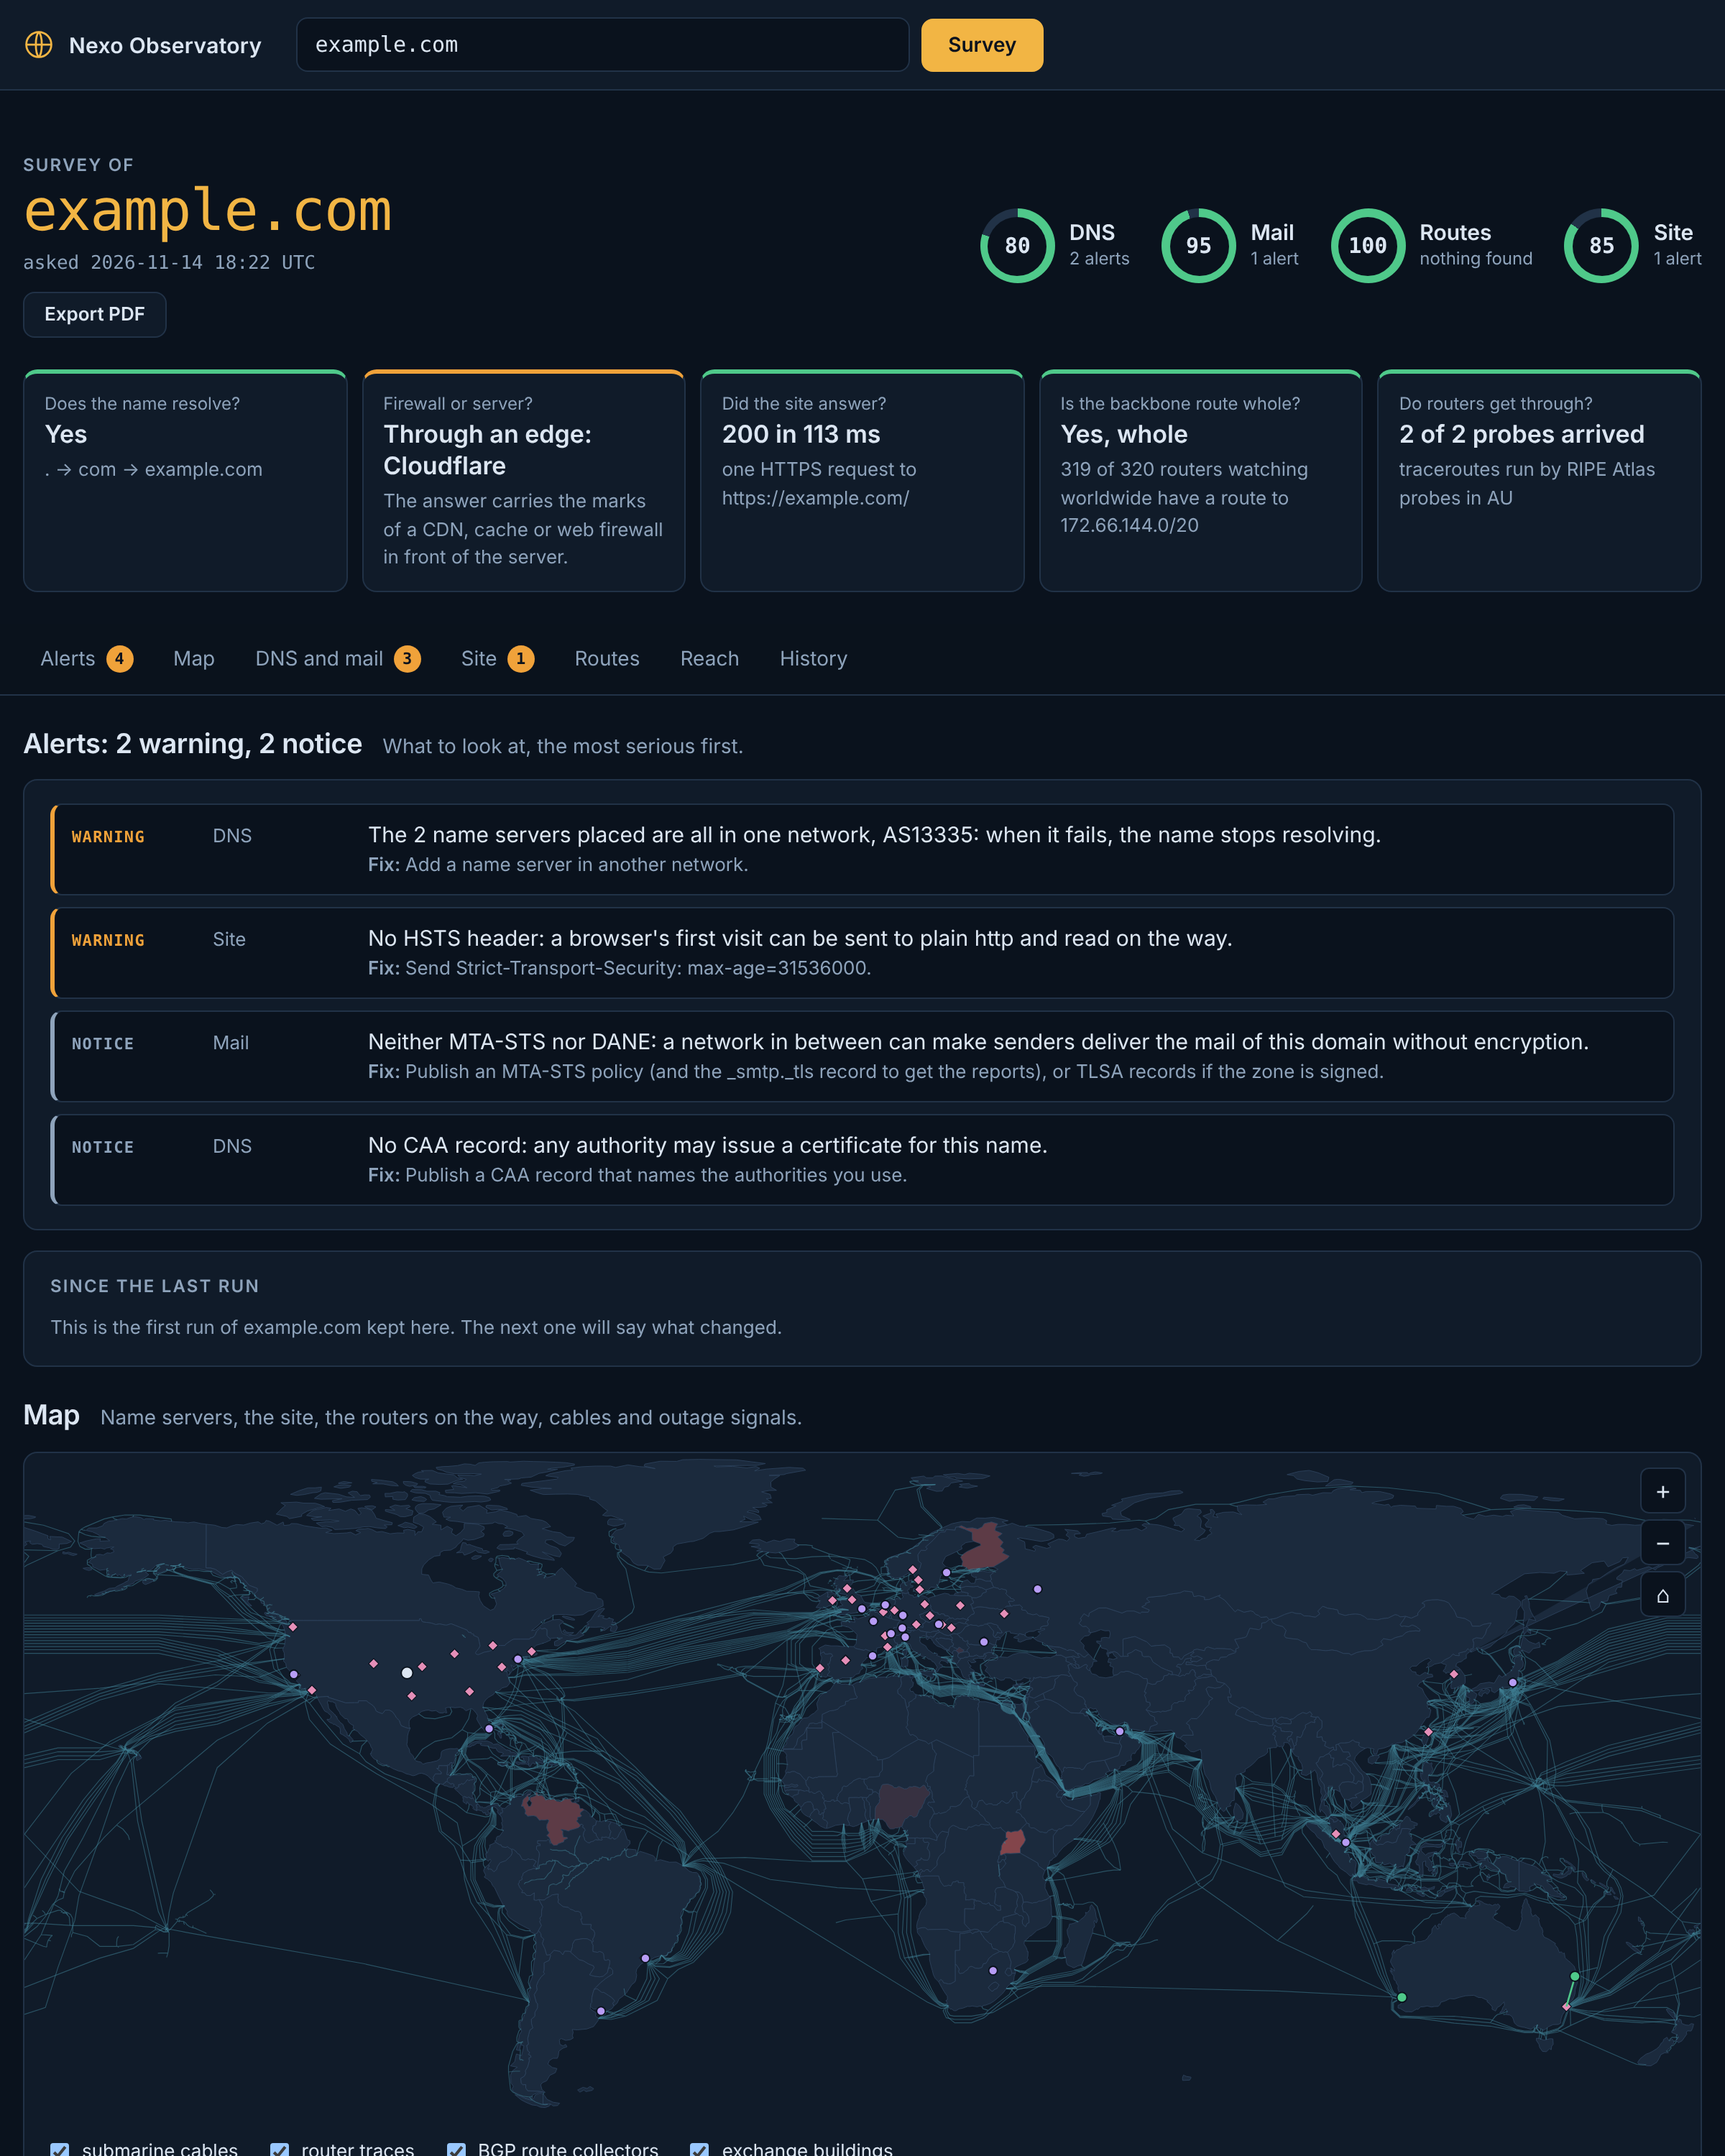 Nexo Observatory
example.com
Survey
SURVEY OF
example.com
asked 2026-11-14 18:22 UTC
Export PDF
80
DNS
2 alerts
95
Mail
1 alert
100
Routes
nothing found
85
Site
1 alert
Does the name resolve?
Yes
. → com → example.com
Firewall or server?
Through an edge:
Cloudflare
The answer carries the marks
of a CDN, cache or web firewall
in front of the server.
Did the site answer?
200 in 113 ms
one HTTPS request to
https://example.com/
Is the backbone route whole?
Yes, whole
319 of 320 routers watching
worldwide have a route to
172.66.144.0/20
Do routers get through?
2 of 2 probes arrived
traceroutes run by RIPE Atlas
probes in AU
Alerts 4 Map DNS and mail 3 Site 1 Routes Reach History
Alerts: 2 warning, 2 notice What to look at, the most serious first.
WARNING DNS The 2 name servers placed are all in one network, AS13335: when it fails, the name stops resolving.
Fix: Add a name server in another network.
WARNING Site No HSTS header: a browser's first visit can be sent to plain http and read on the way.
Fix: Send Strict-Transport-Security: max-age=31536000.
NOTICE Mail Neither MTA-STS nor DANE: a network in between can make senders deliver the mail of this domain without encryption.
Fix: Publish an MTA-STS policy (and the _smtp._tls record to get the reports), or TLSA records if the zone is signed.
NOTICE DNS No CAA record: any authority may issue a certificate for this name.
Fix: Publish a CAA record that names the authorities you use.
SINCE THE LAST RUN
This is the first run of example.com kept here. The next one will say what changed.
Map Name servers, the site, the routers on the way, cables and outage signals.
+
−
⌂
submarine cables router traces BGP route collectors exchange buildings